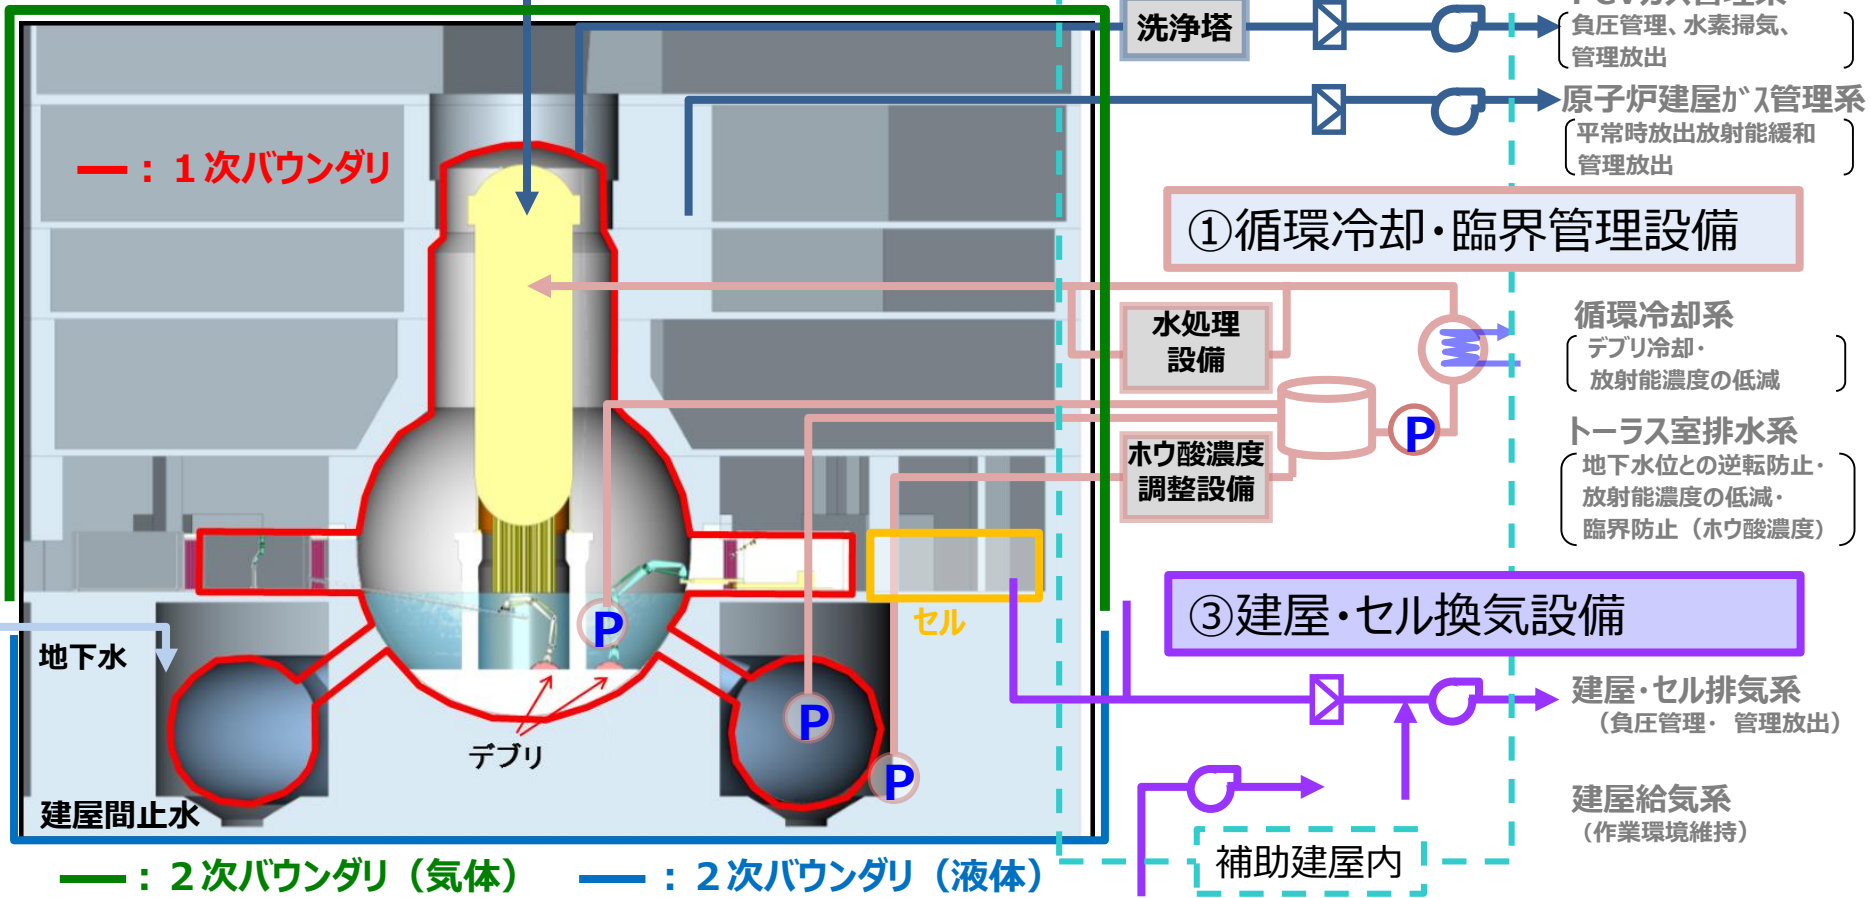 洗浄塔
PCVガス管理系
負圧管理、水素掃気、
管理放出
原子炉建屋ガス管理系
平常時放出放射能緩和
管理放出
━ : １次バウンダリ
①循環冷却・臨界管理設備
水処理
設備
循環冷却系
デブリ冷却・
放射能濃度の低減
P
ホウ酸濃度
調整設備
トーラス室排水系
地下水位との逆転防止・
放射能濃度の低減・
臨界防止（ホウ酸濃度）
セル
P
③建屋・セル換気設備
地下水
P
デブリ
P
建屋・セル排気系
（負圧管理・ 管理放出）
建屋間止水
建屋給気系
（作業環境維持）
補助建屋内
━ : ２次バウンダリ（気体）
━ : ２次バウンダリ（液体）